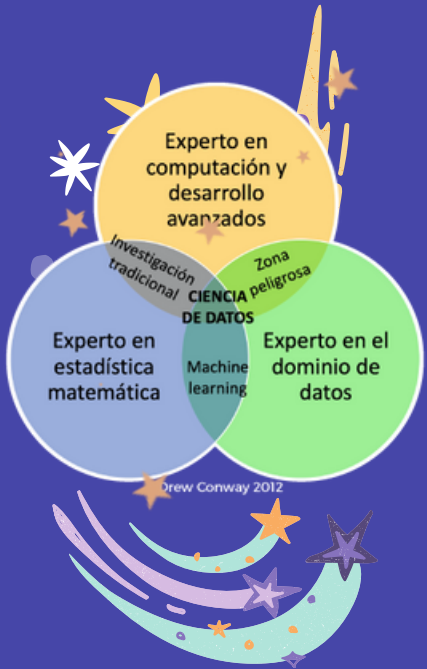 Experto en
computación y
desarrollo
avanzados
Investigación
tradicional
Zona
peligrosa
CIENCIA
DE DATOS
Experto en
estadística
matemática
Machine
learning
Experto en el
dominio de
datos
Drew Conway 2012